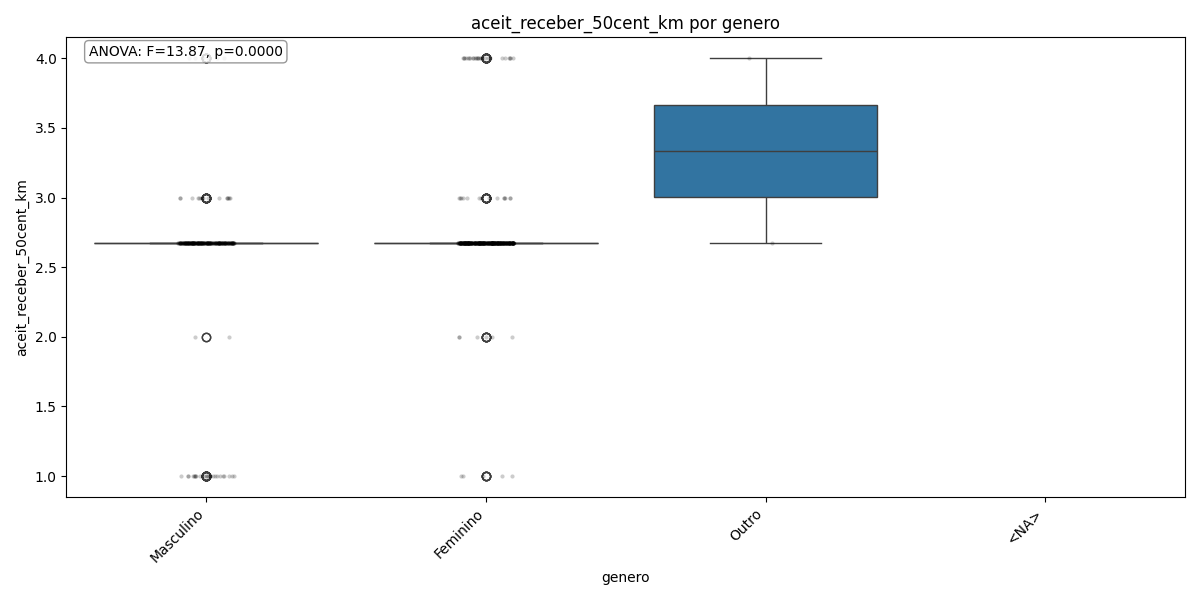 aceit_receber_50cent_km por genero
ANOVA: F=13.87, p=0.0000
aceit_receber_50cent_km
4.0
3.5
3.0
2.5
2.0
1.5
1.0
Masculino
Feminino
Outro
<NA>
genero